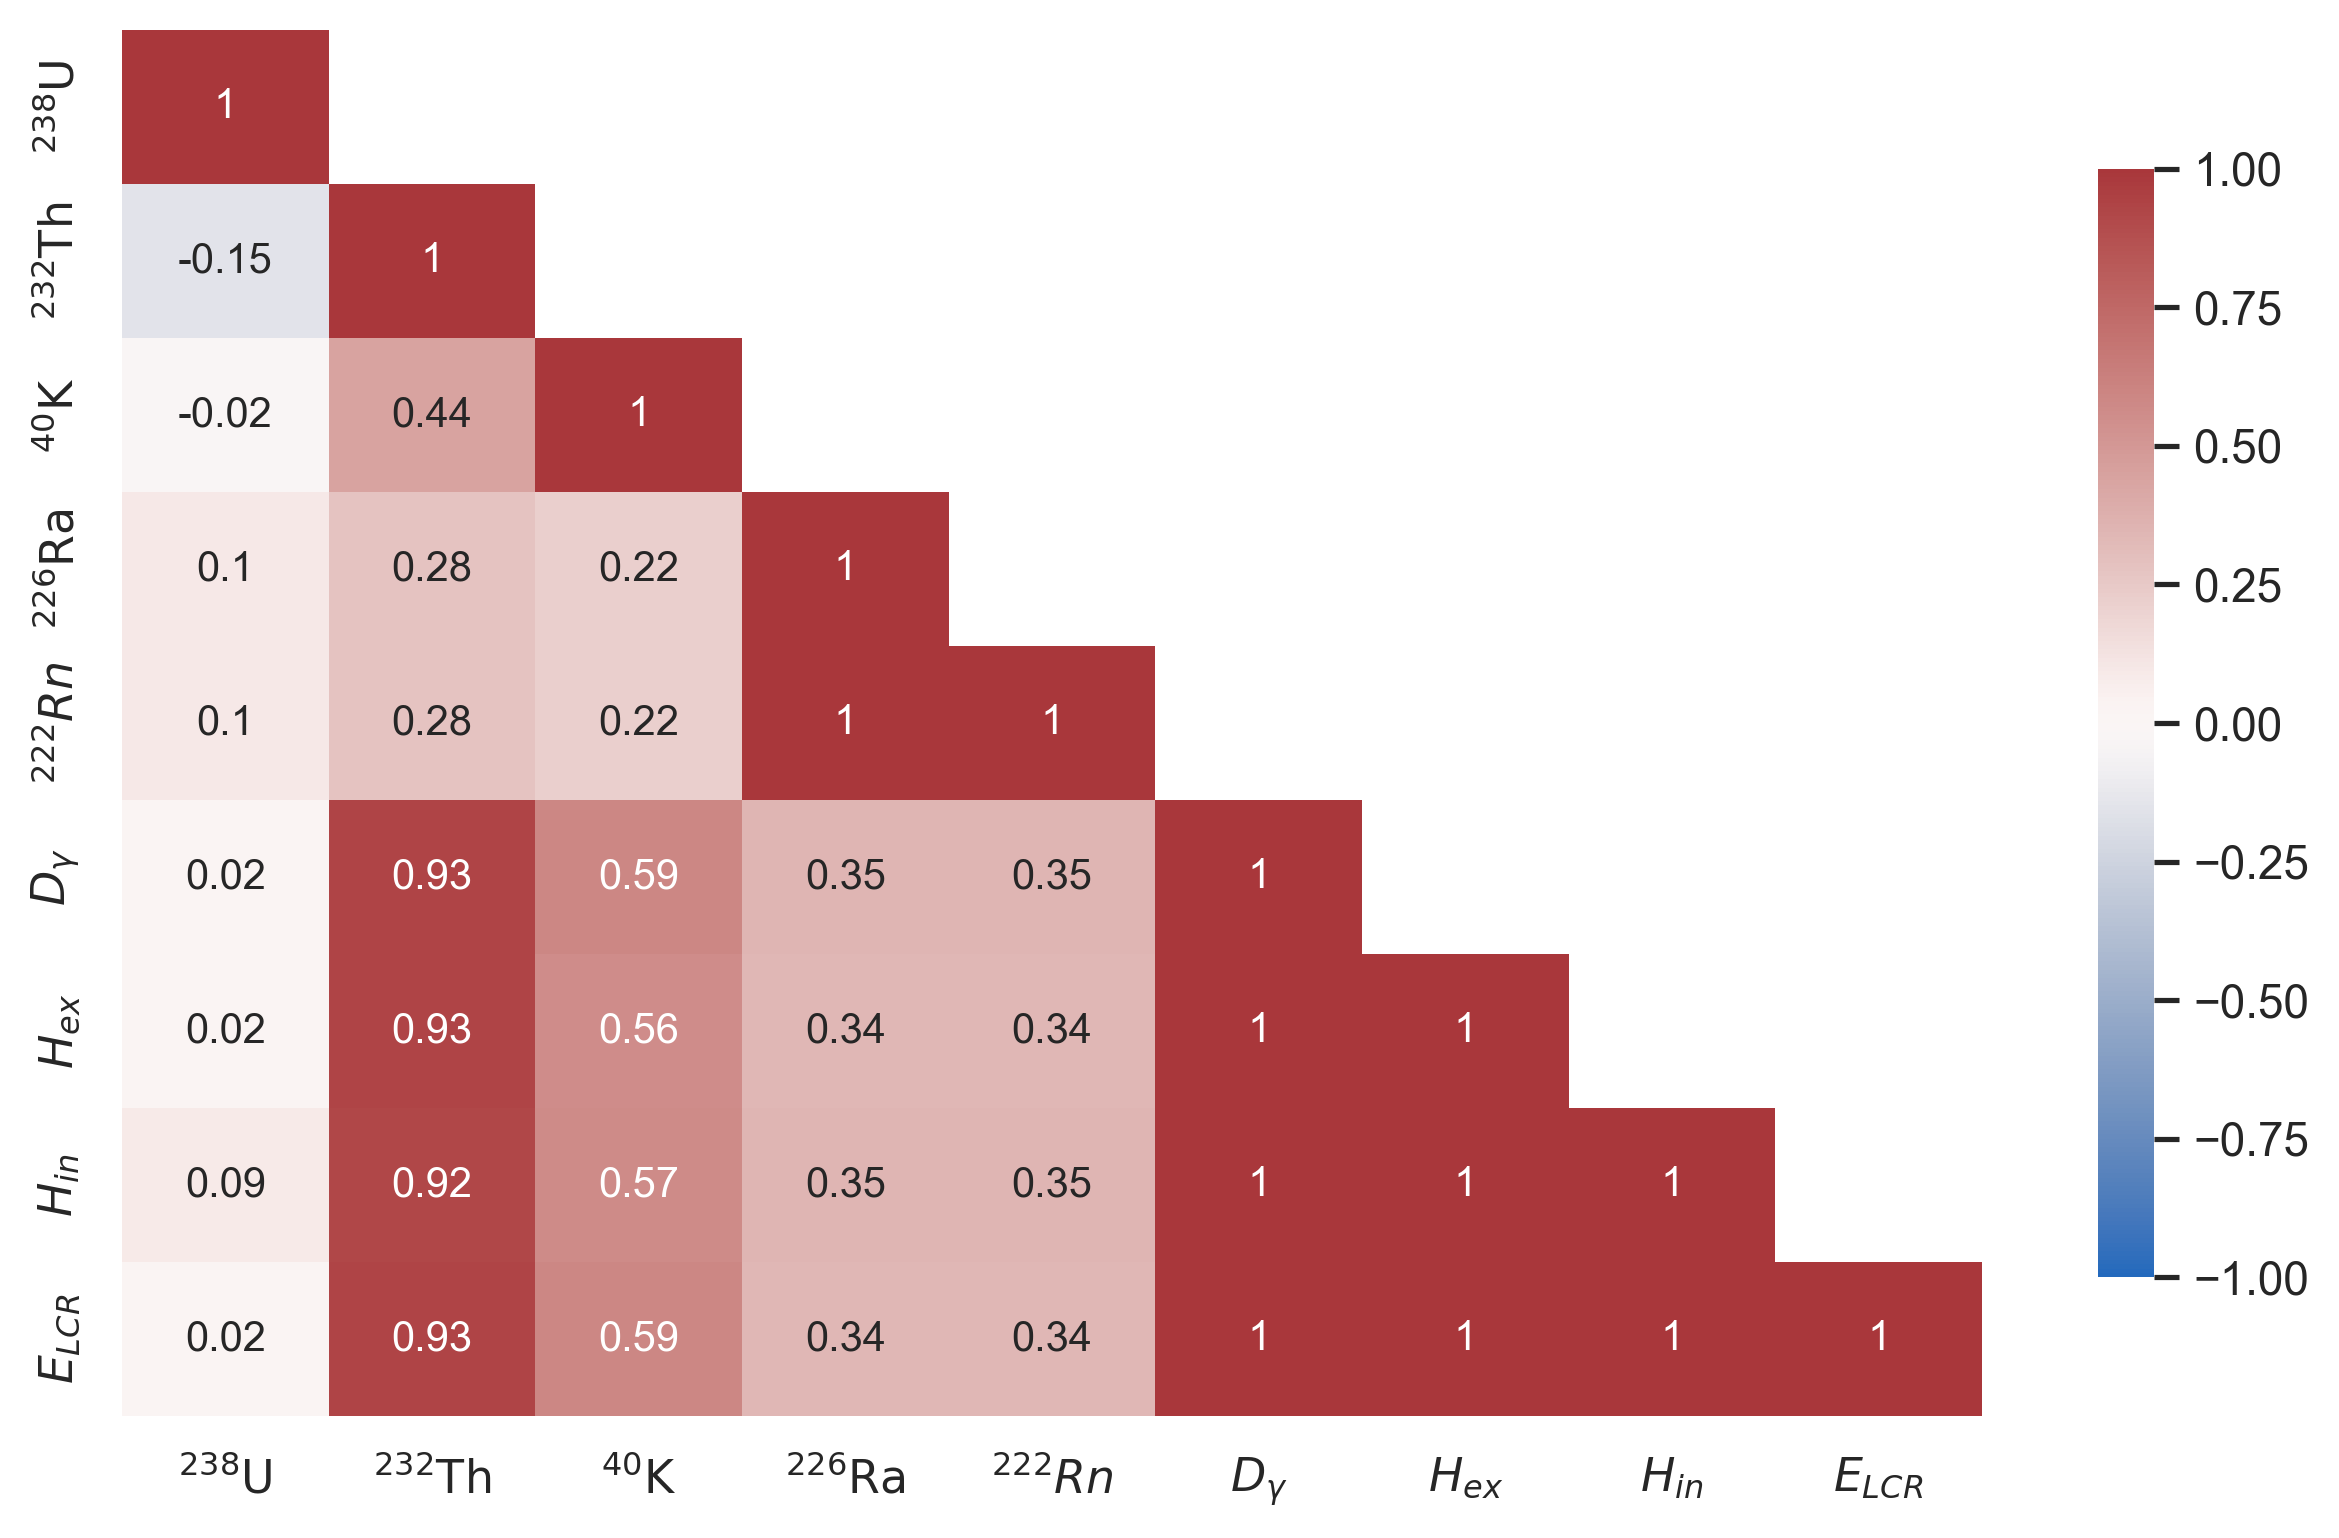 ²³⁸U 1
²³²Th -0.15 1
⁴⁰K -0.02 0.44 1
²²⁶Ra 0.1 0.28 0.22 1
²²²Rn 0.1 0.28 0.22 1 1
Dγ 0.02 0.93 0.59 0.35 0.35 1
Hex 0.02 0.93 0.56 0.34 0.34 1 1
Hin 0.09 0.92 0.57 0.35 0.35 1 1 1
ELCR 0.02 0.93 0.59 0.34 0.34 1 1 1 1
²³⁸U ²³²Th ⁴⁰K ²²⁶Ra ²²²Rn Dγ Hex Hin ELCR
1.00
0.75
0.50
0.25
0.00
−0.25
−0.50
−0.75
−1.00